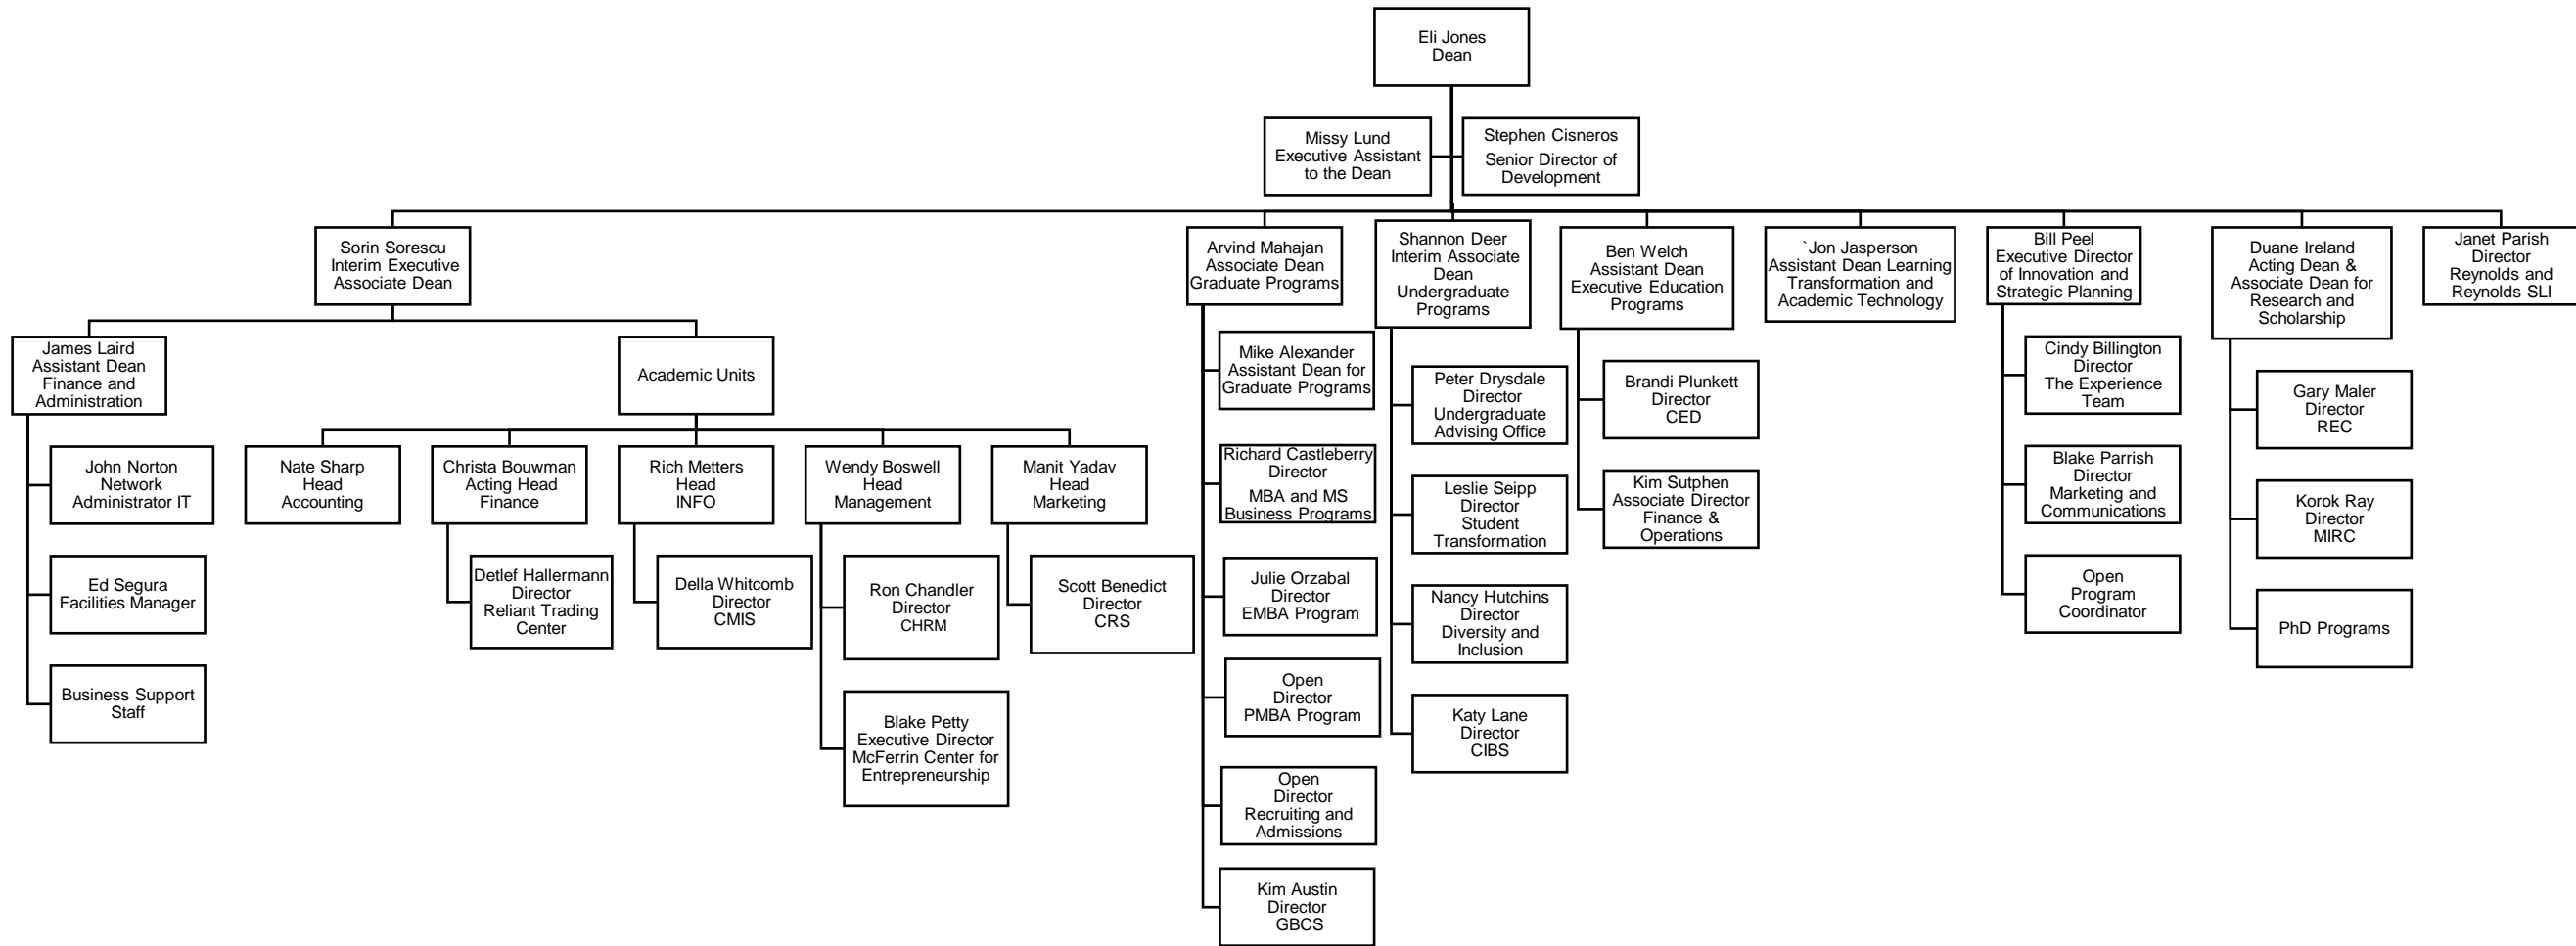 Eli Jones
Dean
Missy Lund
Executive Assistant
to the Dean
Stephen Cisneros
Senior Director of
Development
Sorin Sorescu
Interim Executive
Associate Dean
Arvind Mahajan
Associate Dean
Graduate Programs
Shannon Deer
Interim Associate
Dean
Undergraduate
Programs
Ben Welch
Assistant Dean
Executive Education
Programs
`Jon Jasperson
Assistant Dean Learning
Transformation and
Academic Technology
Bill Peel
Executive Director
of Innovation and
Strategic Planning
Duane Ireland
Acting Dean &
Associate Dean for
Research and
Scholarship
Janet Parish
Director
Reynolds and
Reynolds SLI
James Laird
Assistant Dean
Finance and
Administration
Academic Units
John Norton
Network
Administrator IT
Ed Segura
Facilities Manager
Business Support
Staff
Nate Sharp
Head
Accounting
Christa Bouwman
Acting Head
Finance
Detlef Hallermann
Director
Reliant Trading
Center
Rich Metters
Head
INFO
Della Whitcomb
Director
CMIS
Wendy Boswell
Head
Management
Ron Chandler
Director
CHRM
Blake Petty
Executive Director
McFerrin Center for
Entrepreneurship
Manit Yadav
Head
Marketing
Scott Benedict
Director
CRS
Mike Alexander
Assistant Dean for
Graduate Programs
Richard Castleberry
Director
MBA and MS
Business Programs
Julie Orzabal
Director
EMBA Program
Open
Director
PMBA Program
Open
Director
Recruiting and
Admissions
Kim Austin
Director
GBCS
Peter Drysdale
Director
Undergraduate
Advising Office
Leslie Seipp
Director
Student
Transformation
Nancy Hutchins
Director
Diversity and
Inclusion
Katy Lane
Director
CIBS
Brandi Plunkett
Director
CED
Kim Sutphen
Associate Director
Finance &
Operations
Cindy Billington
Director
The Experience
Team
Blake Parrish
Director
Marketing and
Communications
Open
Program
Coordinator
Gary Maler
Director
REC
Korok Ray
Director
MIRC
PhD Programs